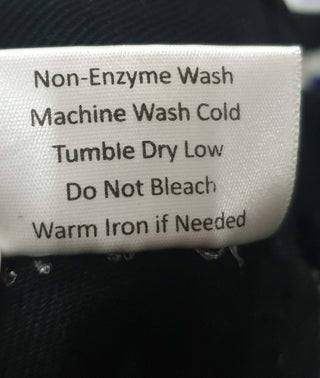 Non-Enzyme Wash
Machine Wash Cold
Tumble Dry Low
Do Not Bleach
Warm Iron if Needed